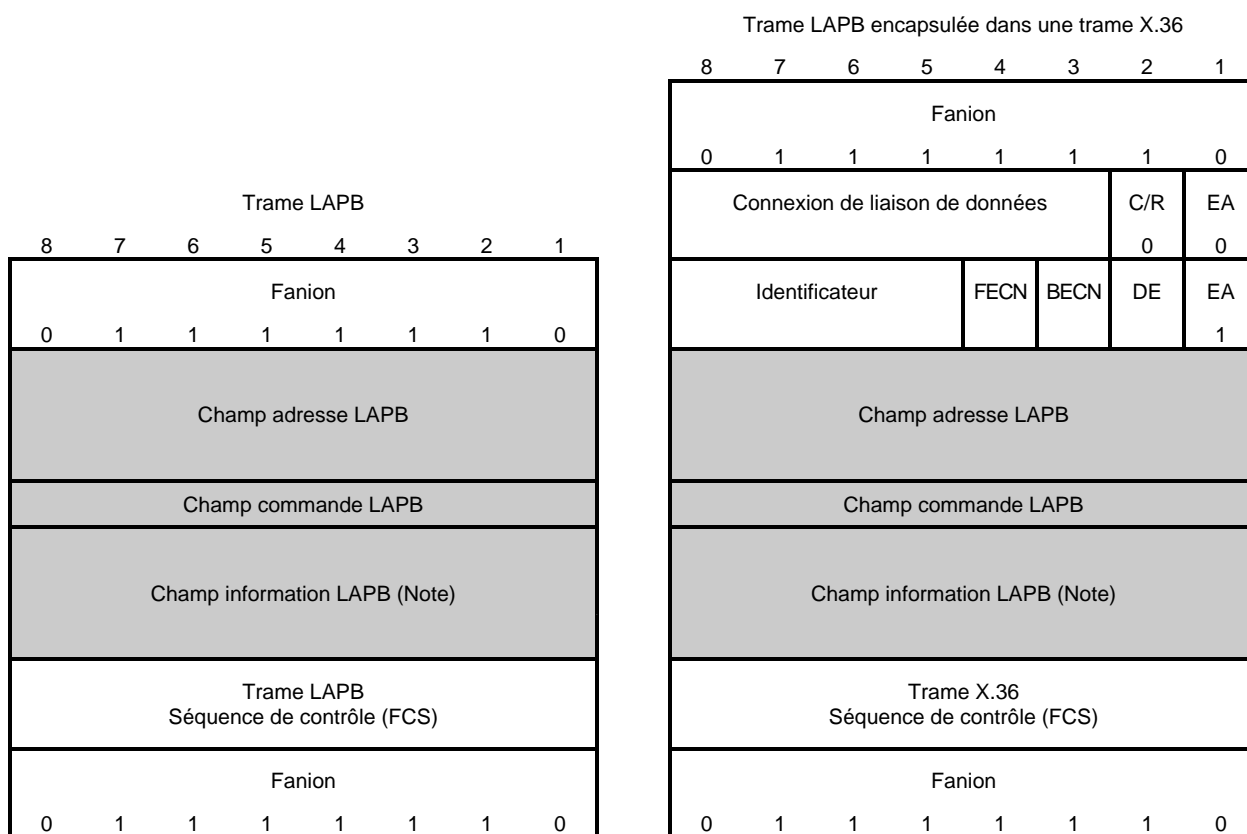 Trame LAPB
8 7 6 5 4 3 2 1
Fanion
0 1 1 1 1 1 1 0
Champ adresse LAPB
Champ commande LAPB
Champ information LAPB (Note)
Trame LAPB
Séquence de contrôle (FCS)
Fanion
0 1 1 1 1 1 1 0
Trame LAPB encapsulée dans une trame X.36
8 7 6 5 4 3 2 1
Fanion
0 1 1 1 1 1 1 0
Connexion de liaison de données C/R EA
0 0
Identificateur FECN BECN DE EA
1
Champ adresse LAPB
Champ commande LAPB
Champ information LAPB (Note)
Trame X.36
Séquence de contrôle (FCS)
Fanion
0 1 1 1 1 1 1 0